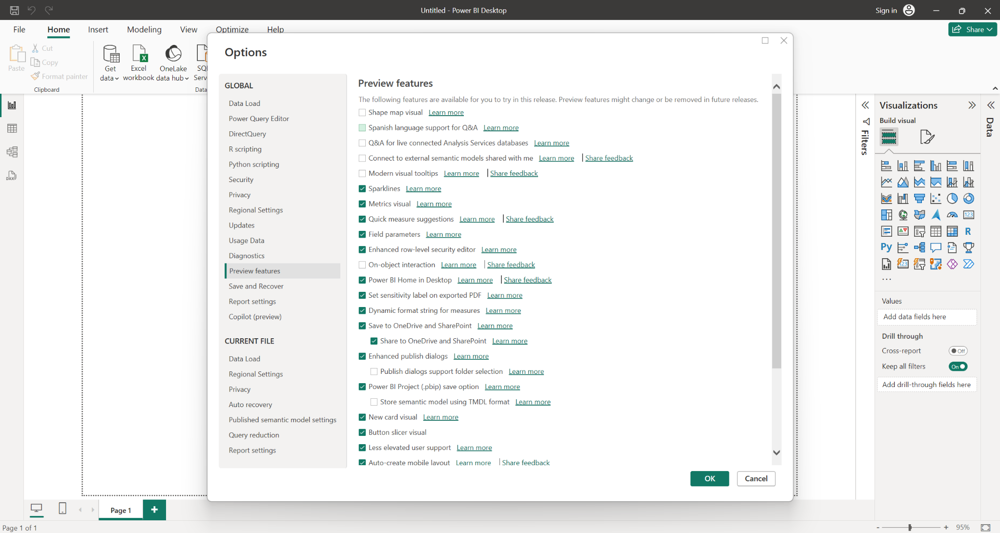 Untitled - Power BI Desktop
Sign in
File
Home
Insert
Modeling
View
Optimize
Help
Share
Paste
Cut
Copy
Format painter
Clipboard
Get data
Excel workbook
OneLake data hub
Data
Options
GLOBAL
Data Load
Power Query Editor
DirectQuery
R scripting
Python scripting
Security
Privacy
Regional Settings
Updates
Usage Data
Diagnostics
Preview features
Save and Recover
Report settings
Copilot (preview)
CURRENT FILE
Data Load
Regional Settings
Privacy
Auto recovery
Published semantic model settings
Query reduction
Report settings
Preview features
The following features are available for you to try in this release. Preview features might change or be removed in future releases.
Shape map visual Learn more
Spanish language support for Q&A Learn more
Q&A for live connected Analysis Services databases Learn more
Connect to external semantic models shared with me Learn more | Share feedback
Modern visual tooltips Learn more | Share feedback
Sparklines Learn more
Metrics visual Learn more
Quick measure suggestions Learn more | Share feedback
Field parameters Learn more
Enhanced row-level security editor Learn more
On-object interaction Learn more | Share feedback
Power BI Home in Desktop Learn more | Share feedback
Set sensitivity label on exported PDF Learn more
Dynamic format string for measures Learn more
Save to OneDrive and SharePoint Learn more
Share to OneDrive and SharePoint Learn more
Enhanced publish dialogs Learn more
Publish dialogs support folder selection Learn more
Power BI Project (.pbip) save option Learn more
Store semantic model using TMDL format Learn more
New card visual Learn more
Button slicer visual
Less elevated user support Learn more
Auto-create mobile layout Learn more | Share feedback
OK
Cancel
Filters
Visualizations
Build visual
123
R
Py
123
...
Values
Add data fields here
Drill through
Cross-report
Off
Keep all filters
On
Add drill-through fields here
Data
DAX
Page 1
+
Page 1 of 1
- + 95%